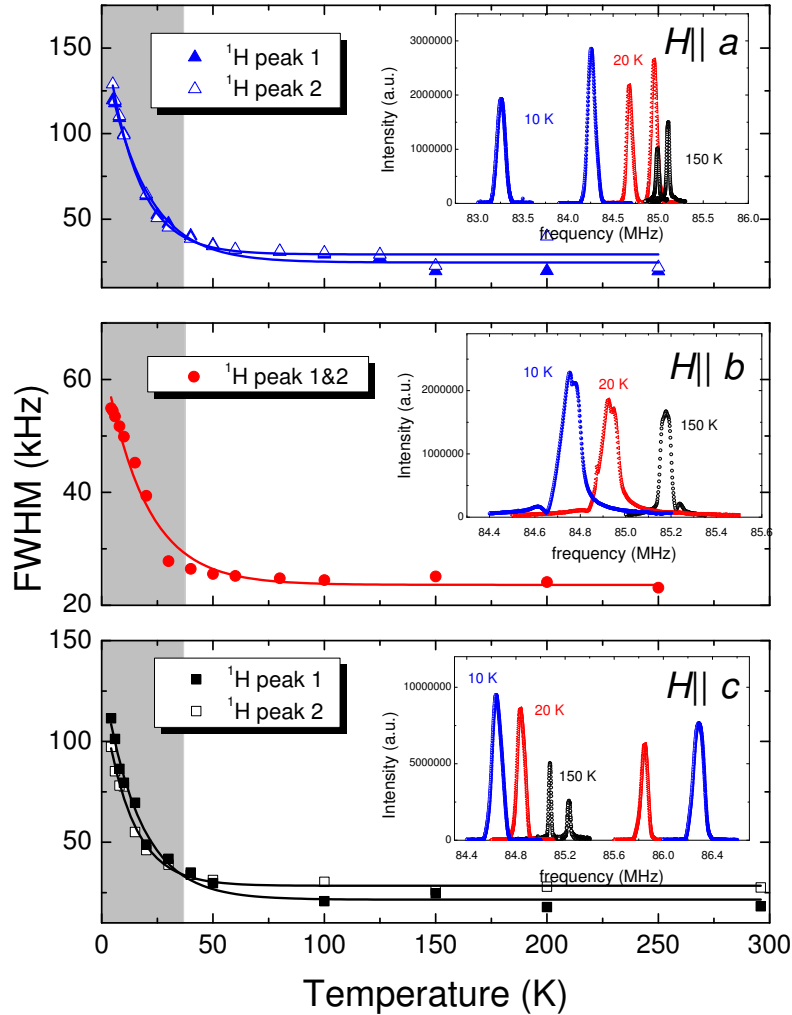 FWHM (kHz)
175
150
125
100
75
50
25
¹H peak 1
¹H peak 2
H|| a
Intensity (a.u.)
3000000
2000000
1000000
0
10 K
20 K
150 K
83.0 83.5 84.0 84.5 85.0 85.5 86.0
frequency (MHz)
80
60
40
20
¹H peak 1&2
H|| b
Intensity (a.u.)
2000000
1000000
0
10 K
20 K
150 K
84.4 84.6 84.8 85.0 85.2 85.4 85.6
frequency (MHz)
150
100
50
¹H peak 1
¹H peak 2
H|| c
Intensity (a.u.)
10000000
5000000
0
10 K
20 K
150 K
84.4 84.8 85.2 85.6 86.0 86.4
frequency (MHz)
0 50 100 150 200 250 300
Temperature (K)